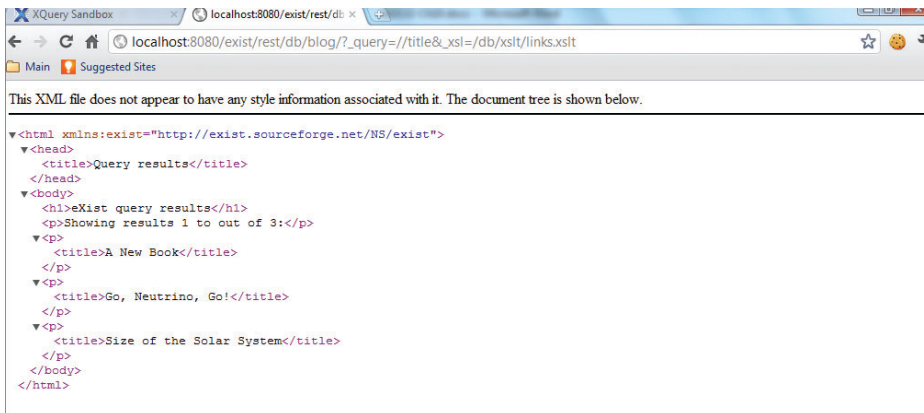 XQuery Sandbox
localhost:8080/exist/rest/db
localhost:8080/exist/rest/db/blog/?_query=//title&_xsl=/db/xslt/links.xslt
Main
Suggested Sites
This XML file does not appear to have any style information associated with it. The document tree is shown below.
▼<html xmlns:exist="http://exist.sourceforge.net/NS/exist">
▼<head>
<title>Query results</title>
</head>
▼<body>
<h1>eXist query results</h1>
<p>Showing results 1 to out of 3:</p>
▼<p>
<title>A New Book</title>
</p>
▼<p>
<title>Go, Neutrino, Go!</title>
</p>
▼<p>
<title>Size of the Solar System</title>
</p>
</body>
</html>